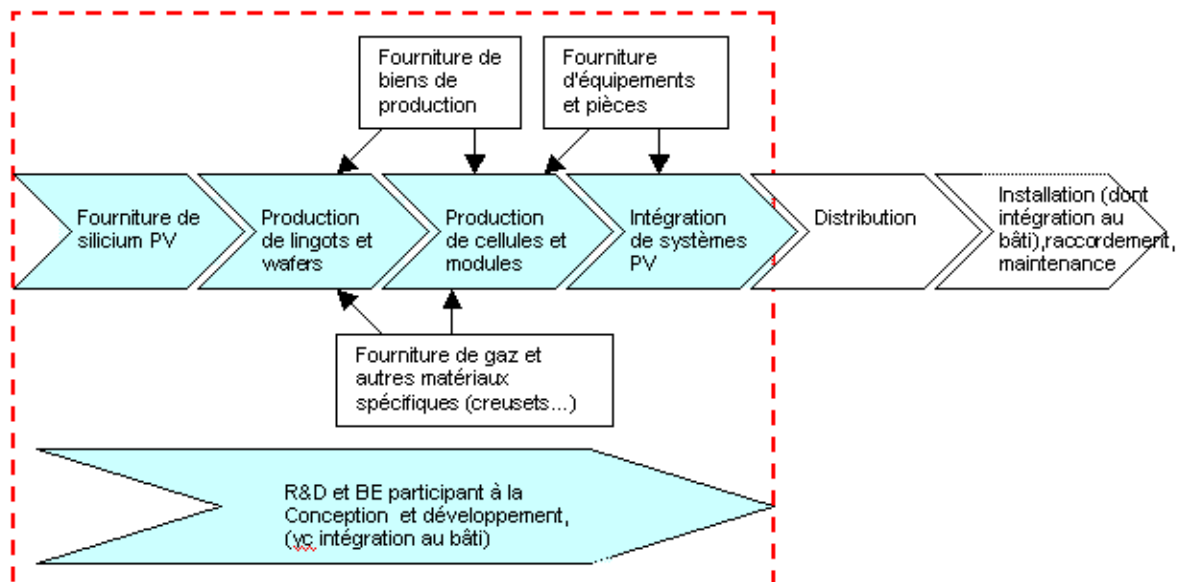 Fourniture de
biens de
production
Fourniture
d'équipements
et pièces
Fourniture de
silicium PV
Production
de lingots et
wafers
Production
de cellules et
modules
Intégration
de systèmes
PV
Distribution
Installation (dont
intégration au
bâti),raccordement,
maintenance
Fourniture de gaz et
autres matériaux
spécifiques (creusets...)
R&D et BE participant à la
Conception et développement,
(yc intégration au bâti)